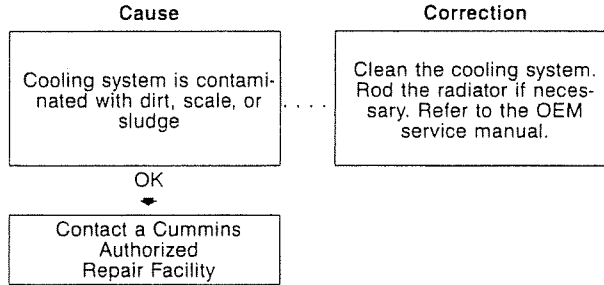 Cause
Correction
Cooling system is contami-
nated with dirt, scale, or
sludge
. . . .
Clean the cooling system.
Rod the radiator if neces-
sary. Refer to the OEM
service manual.
OK
Contact a Cummins
Authorized
Repair Facility